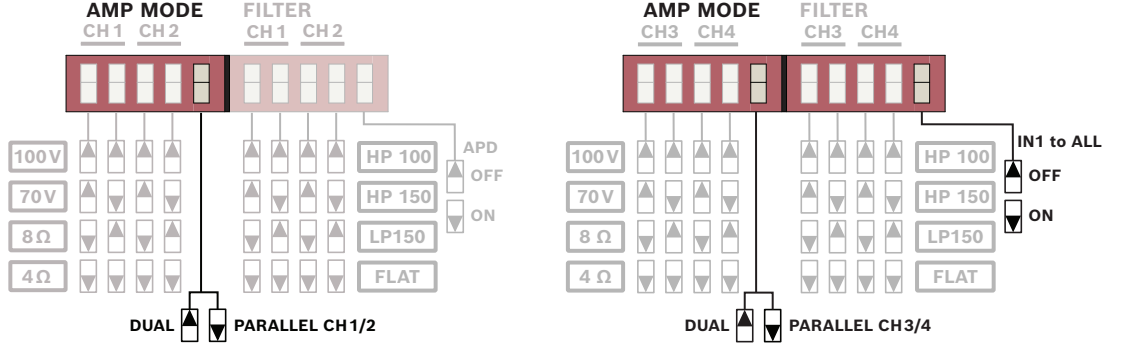 AMP MODE FILTER
CH 1 CH 2 CH 1 CH 2
100 V HP 100 APD
OFF
70 V HP 150
ON
8 Ω LP150
4 Ω FLAT
DUAL PARALLEL CH1/2
AMP MODE FILTER
CH3 CH4 CH3 CH4
IN1 to ALL
100 V HP 100
OFF
70 V HP 150
ON
8 Ω LP150
4 Ω FLAT
DUAL PARALLEL CH3/4